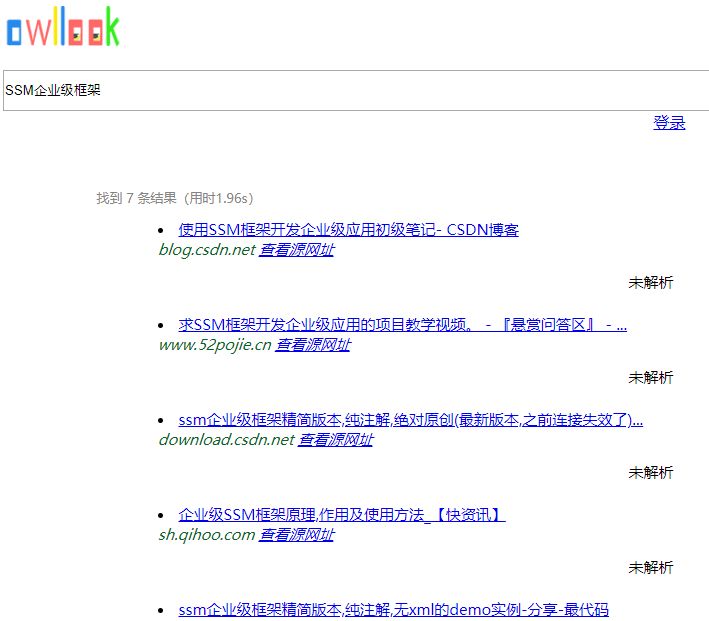 owllook
SSM企业级框架
登录
找到 7 条结果（用时1.96s）
使用SSM框架开发企业级应用初级笔记- CSDN博客
blog.csdn.net 查看源网址
未解析
求SSM框架开发企业级应用的项目教学视频。 - 『悬赏问答区』 - ...
www.52pojie.cn 查看源网址
未解析
ssm企业级框架精简版本,纯注解,绝对原创(最新版本,之前连接失效了)...
download.csdn.net 查看源网址
未解析
企业级SSM框架原理,作用及使用方法_【快资讯】
sh.qihoo.com 查看源网址
未解析
ssm企业级框架精简版本,纯注解,无xml的demo实例-分享-最代码